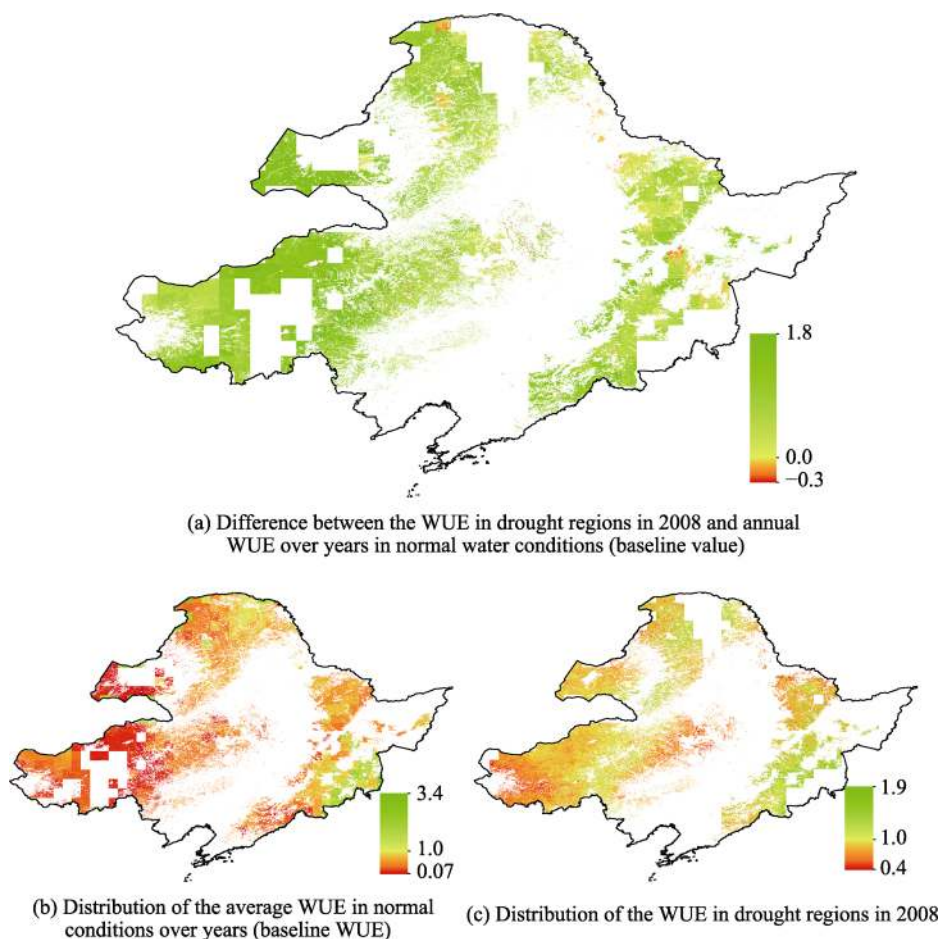 1.8
0.0
−0.3
(a) Difference between the WUE in drought regions in 2008 and annual
WUE over years in normal water conditions (baseline value)
3.4
1.0
0.07
1.9
1.0
0.4
(b) Distribution of the average WUE in normal
conditions over years (baseline WUE)
(c) Distribution of the WUE in drought regions in 2008